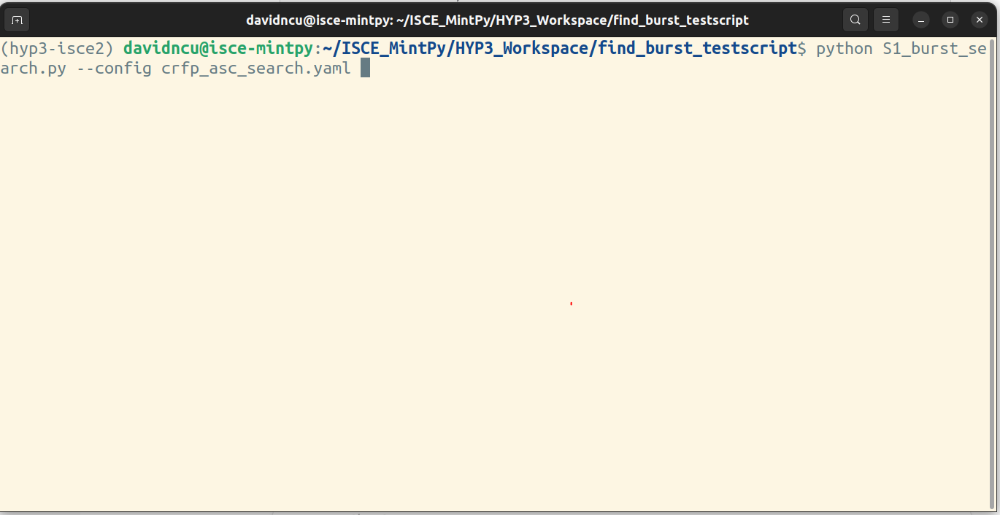 davidncu@isce-mintpy: ~/ISCE_MintPy/HYP3_Workspace/find_burst_testscript
(hyp3-isce2) davidncu@isce-mintpy:~/ISCE_MintPy/HYP3_Workspace/find_burst_testscript$ python S1_burst_se
arch.py --config crfp_asc_search.yaml